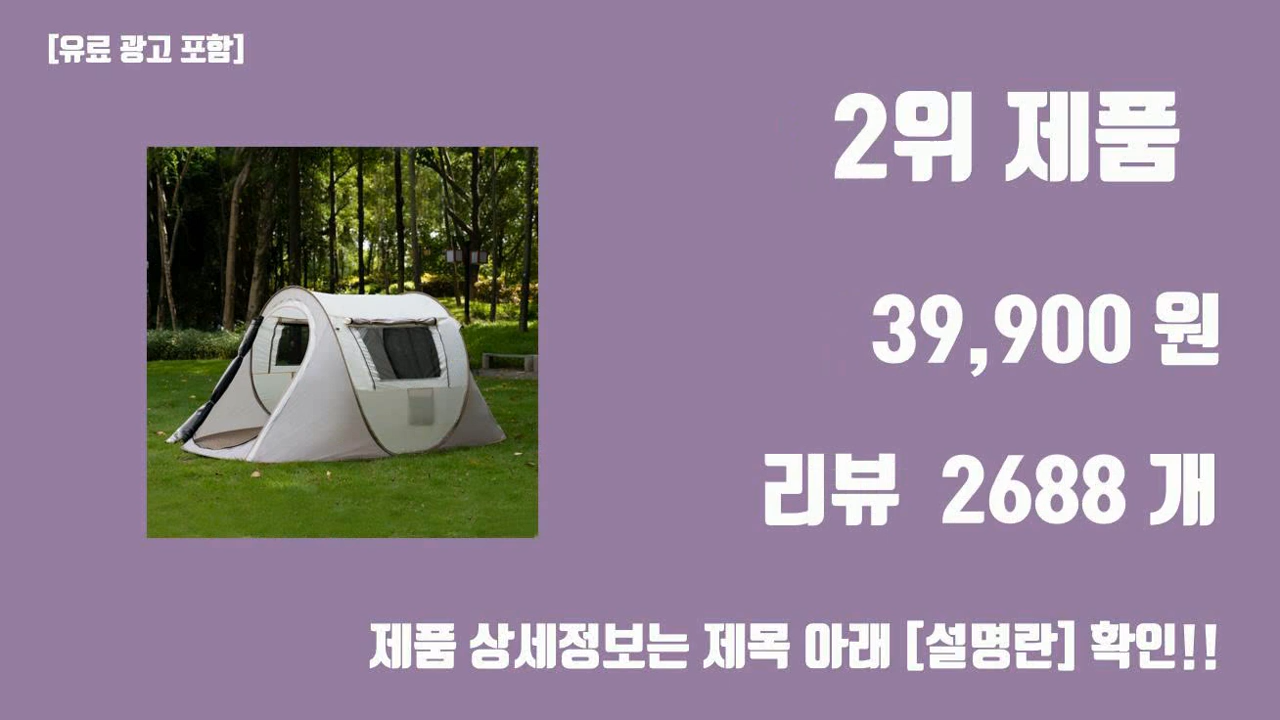 [유료 광고 포함]
2위 제품
39,900 원
리뷰 2688 개
제품 상세정보는 제목 아래 [설명란] 확인!!